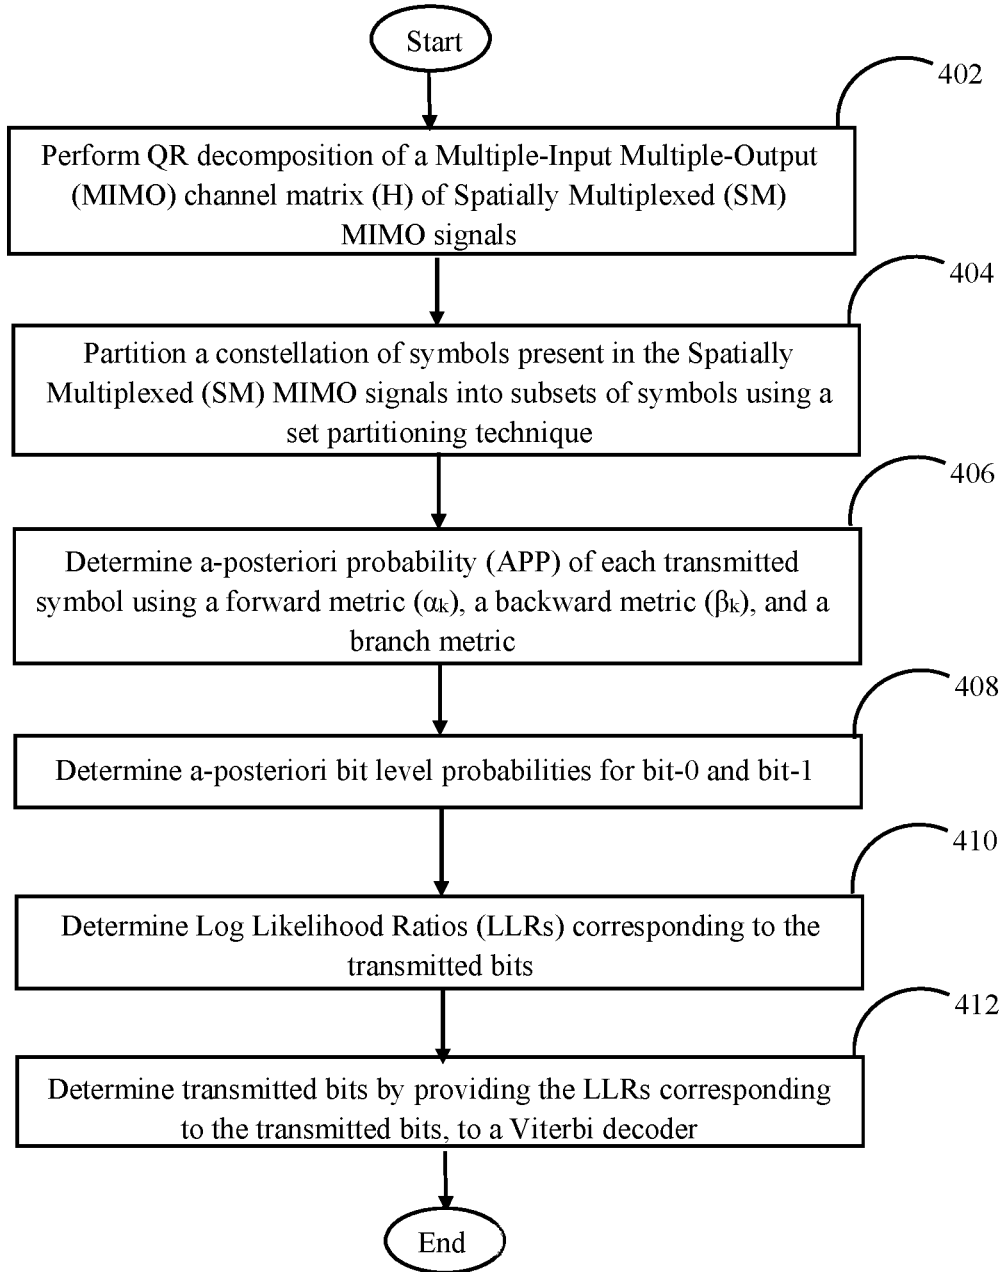 Start
402
Perform QR decomposition of a Multiple-Input Multiple-Output
(MIMO) channel matrix (H) of Spatially Multiplexed (SM)
MIMO signals
404
Partition a constellation of symbols present in the Spatially
Multiplexed (SM) MIMO signals into subsets of symbols using a
set partitioning technique
406
Determine a-posteriori probability (APP) of each transmitted
symbol using a forward metric (αk), a backward metric (βk), and a
branch metric
408
Determine a-posteriori bit level probabilities for bit-0 and bit-1
410
Determine Log Likelihood Ratios (LLRs) corresponding to the
transmitted bits
412
Determine transmitted bits by providing the LLRs corresponding
to the transmitted bits, to a Viterbi decoder
End